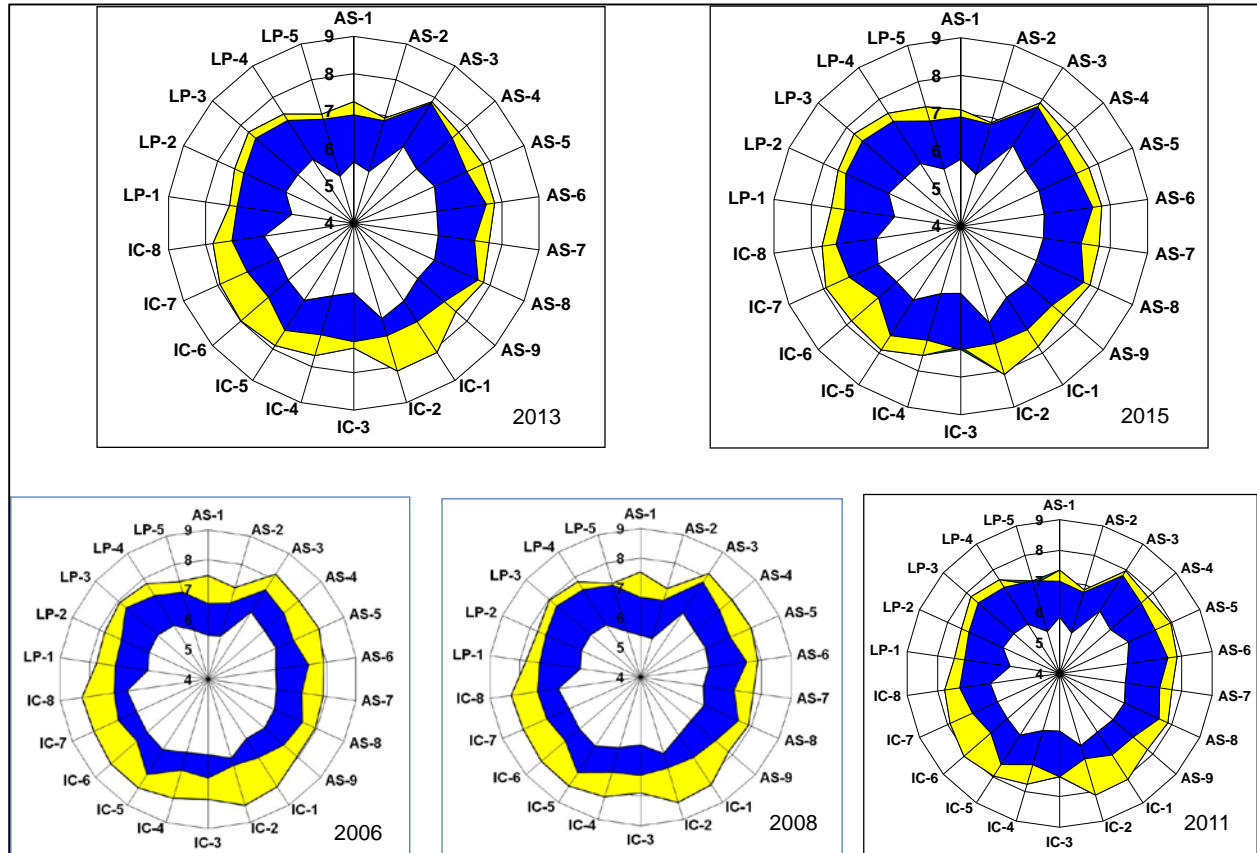 AS-1
AS-2
AS-3
AS-4
AS-5
AS-6
AS-7
AS-8
AS-9
IC-1
IC-2
IC-3
IC-4
IC-5
IC-6
IC-7
IC-8
LP-1
LP-2
LP-3
LP-4
LP-5
9
8
7
6
5
4
2013
AS-1
AS-2
AS-3
AS-4
AS-5
AS-6
AS-7
AS-8
AS-9
IC-1
IC-2
IC-3
IC-4
IC-5
IC-6
IC-7
IC-8
LP-1
LP-2
LP-3
LP-4
LP-5
9
8
7
6
5
4
2015
AS-1
AS-2
AS-3
AS-4
AS-5
AS-6
AS-7
AS-8
AS-9
IC-1
IC-2
IC-3
IC-4
IC-5
IC-6
IC-7
IC-8
LP-1
LP-2
LP-3
LP-4
LP-5
9
8
7
6
5
4
2006
AS-1
AS-2
AS-3
AS-4
AS-5
AS-6
AS-7
AS-8
AS-9
IC-1
IC-2
IC-3
IC-4
IC-5
IC-6
IC-7
IC-8
LP-1
LP-2
LP-3
LP-4
LP-5
9
8
7
6
5
4
2008
AS-1
AS-2
AS-3
AS-4
AS-5
AS-6
AS-7
AS-8
AS-9
IC-1
IC-2
IC-3
IC-4
IC-5
IC-6
IC-7
IC-8
LP-1
LP-2
LP-3
LP-4
LP-5
9
8
7
6
5
4
2011